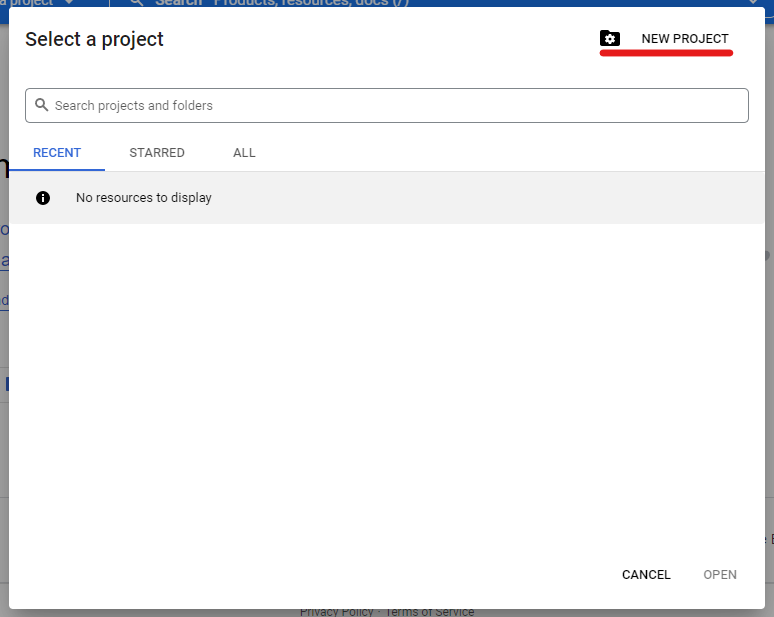 a project
Search Products, resources, docs (/)
Select a project
NEW PROJECT
Search projects and folders
RECENT STARRED ALL
No resources to display
CANCEL OPEN
Privacy Policy · Terms of Service